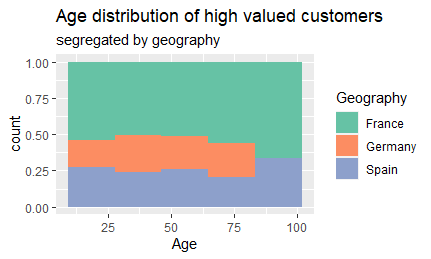 Age distribution of high valued customers
segregated by geography
1.00
0.75
0.50
0.25
0.00
count
25
50
75
100
Age
Geography
France
Germany
Spain